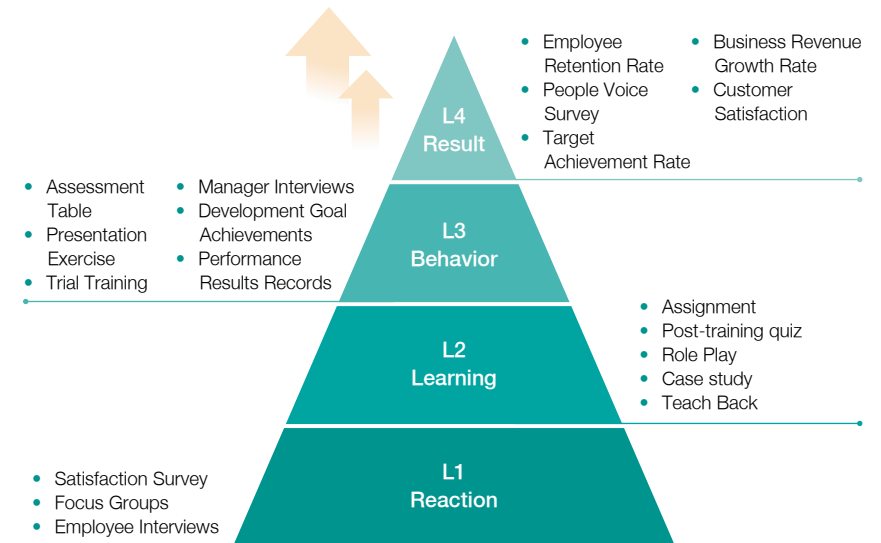 L4
Result
• Employee
Retention Rate
• People Voice
Survey
• Target
Achievement Rate
• Business Revenue
Growth Rate
• Customer
Satisfaction
L3
Behavior
• Assessment
Table
• Presentation
Exercise
• Trial Training
• Manager Interviews
• Development Goal
Achievements
• Performance
Results Records
L2
Learning
• Assignment
• Post-training quiz
• Role Play
• Case study
• Teach Back
L1
Reaction
• Satisfaction Survey
• Focus Groups
• Employee Interviews